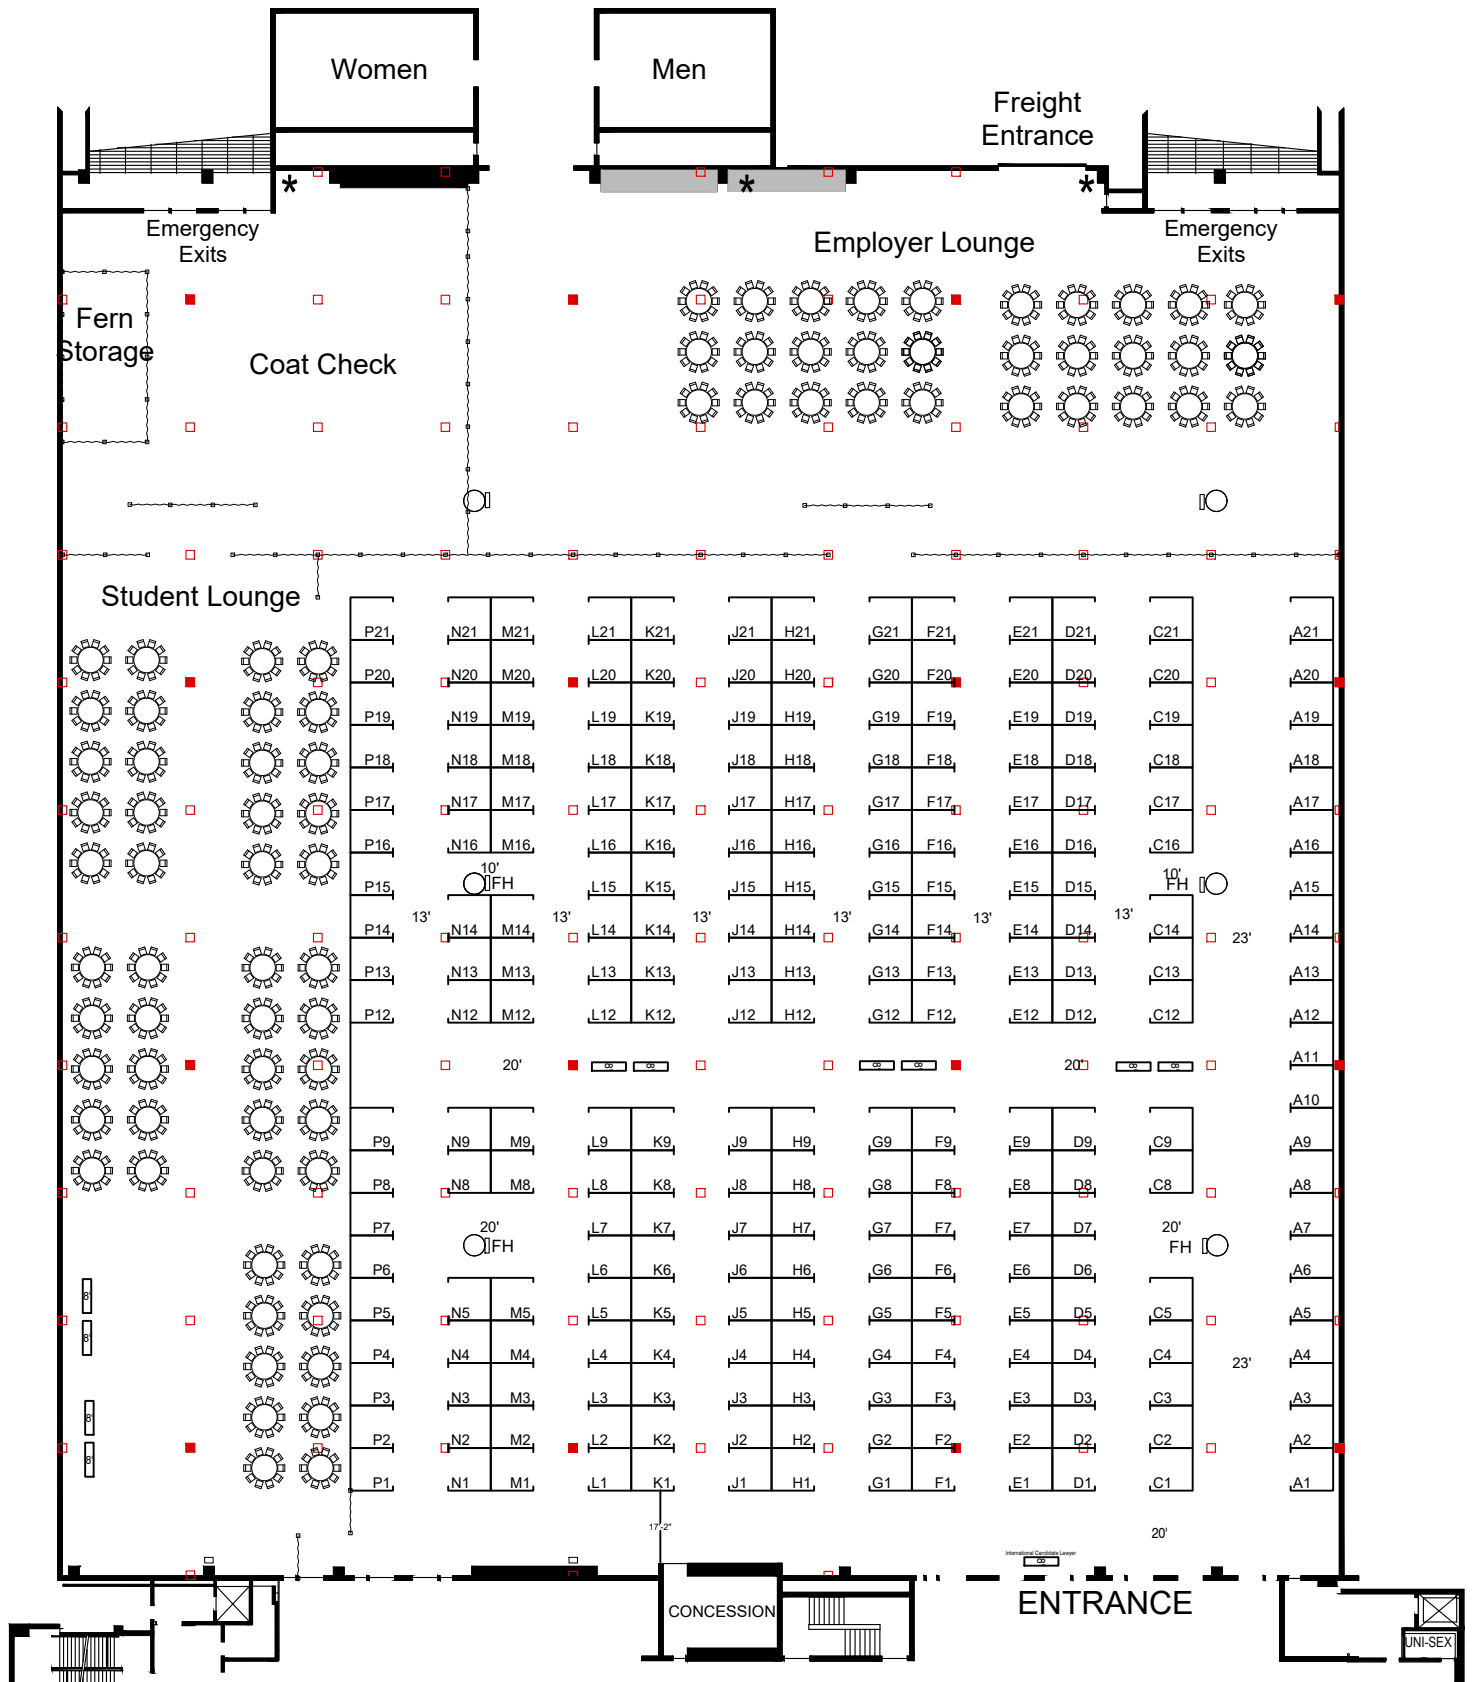 Women
Men
Freight
Entrance
*
*
*
Emergency
Exits
Employer Lounge
Emergency
Exits
Fern
Storage
Coat Check
Student Lounge
P21 N21 M21 L21 K21 J21 H21 G21 F21 E21 D21 C21 A21
P20 N20 M20 L20 K20 J20 H20 G20 F20 E20 D20 C20 A20
P19 N19 M19 L19 K19 J19 H19 G19 F19 E19 D19 C19 A19
P18 N18 M18 L18 K18 J18 H18 G18 F18 E18 D18 C18 A18
P17 N17 M17 L17 K17 J17 H17 G17 F17 E17 D17 C17 A17
P16 N16 M16 L16 K16 J16 H16 G16 F16 E16 D16 C16 A16
10' 10'
FH FH
P15 L15 K15 J15 H15 G15 F15 E15 D15 A15
13' 13' 13' 13' 13' 13'
P14 N14 M14 L14 K14 J14 H14 G14 F14 E14 D14 C14 23' A14
P13 N13 M13 L13 K13 J13 H13 G13 F13 E13 D13 C13 A13
P12 N12 M12 L12 K12 J12 H12 G12 F12 E12 D12 C12 A12
20' 8' 8' 8' 8' 20' 8' 8' A11
A10
P9 N9 M9 L9 K9 J9 H9 G9 F9 E9 D9 C9 A9
P8 N8 M8 L8 K8 J8 H8 G8 F8 E8 D8 C8 A8
P7 20' L7 K7 J7 H7 G7 F7 E7 D7 20' A7
FH FH
P6 L6 K6 J6 H6 G6 F6 E6 D6 A6
8'
P5 N5 M5 L5 K5 J5 H5 G5 F5 E5 D5 C5 A5
8'
P4 N4 M4 L4 K4 J4 H4 G4 F4 E4 D4 C4 23' A4
P3 N3 M3 L3 K3 J3 H3 G3 F3 E3 D3 C3 A3
8'
P2 N2 M2 L2 K2 J2 H2 G2 F2 E2 D2 C2 A2
8'
P1 N1 M1 L1 K1 J1 H1 G1 F1 E1 D1 C1 A1
17'-2"
20'
International Candidate Lawyer
8'
CONCESSION
ENTRANCE
UNI-SEX